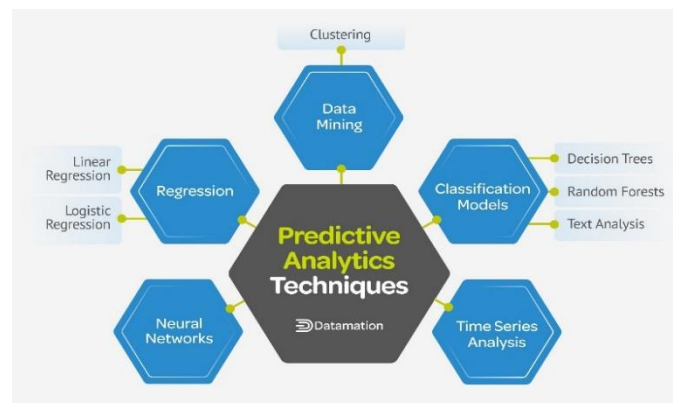 Clustering
Data
Mining
Linear
Regression
Logistic
Regression
Regression
Classification
Models
Decision Trees
Random Forests
Text Analysis
Predictive
Analytics
Techniques
Datamation
Neural
Networks
Time Series
Analysis